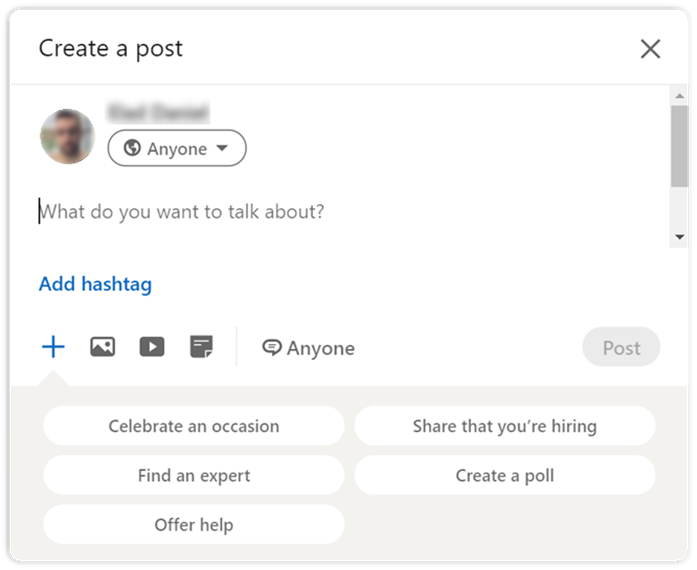 Create a post
Anyone
What do you want to talk about?
Add hashtag
Anyone
Post
Celebrate an occasion
Share that you’re hiring
Find an expert
Create a poll
Offer help